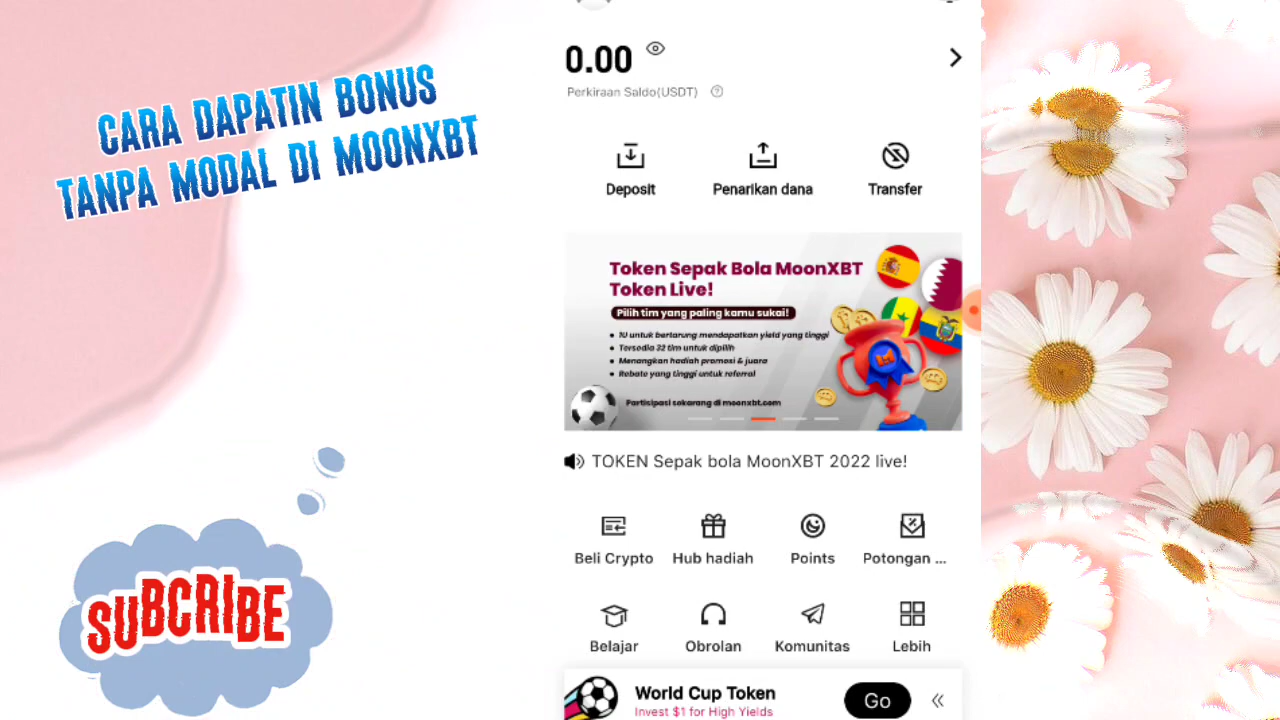 CARA DAPATIN BONUS
TANPA MODAL DI MOONXBT
SUBCRIBE
0.00
Perkiraan Saldo(USDT)
Deposit
Penarikan dana
Transfer
Token Sepak Bola MoonXBT
Token Live!
Pilih tim yang paling kamu sukai!
• 1U untuk bertarung mendapatkan yield yang tinggi
• Tersedia 32 tim untuk dipilih
• Menangkan hadiah promosi & juara
• Rebate yang tinggi untuk referral
Partisipasi sekarang di moonxbt.com
TOKEN Sepak bola MoonXBT 2022 live!
Beli Crypto
Hub hadiah
Points
Potongan ...
Belajar
Obrolan
Komunitas
Lebih
World Cup Token
Invest $1 for High Yields
Go